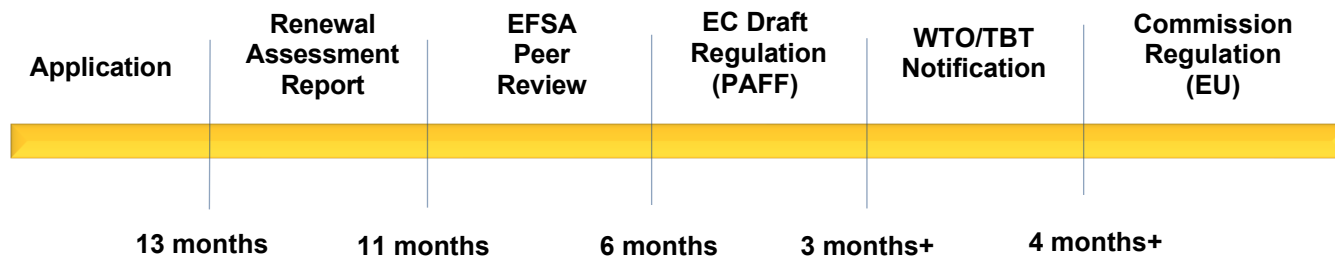 Application
Renewal
Assessment
Report
EFSA
Peer
Review
EC Draft
Regulation
(PAFF)
WTO/TBT
Notification
Commission
Regulation
(EU)
13 months
11 months
6 months
3 months+
4 months+